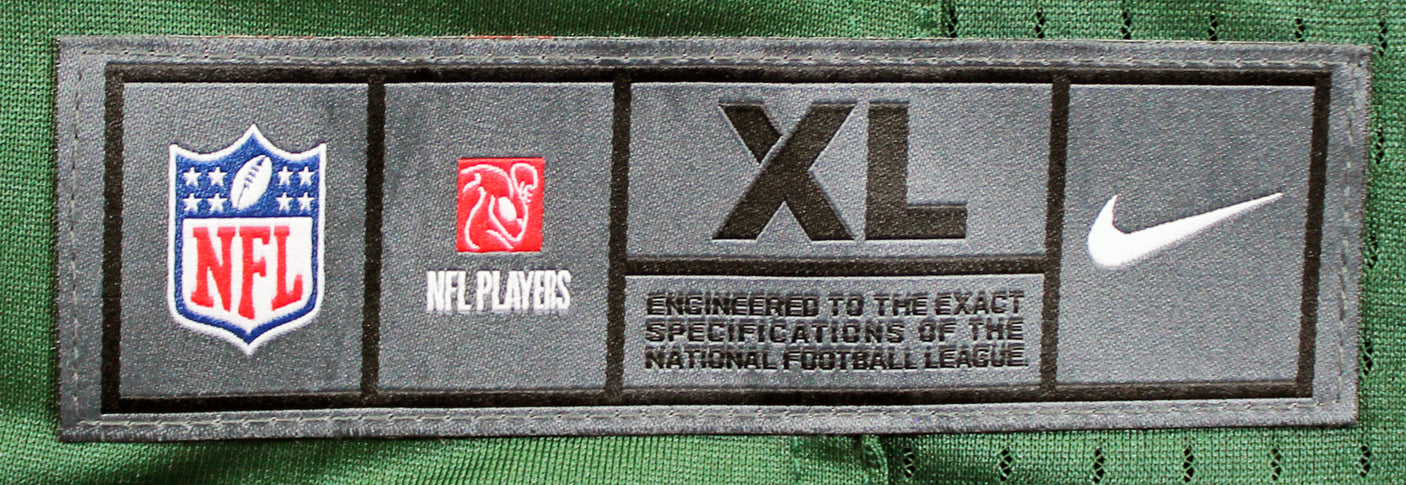 NFL
NFL PLAYERS
XL
ENGINEERED TO THE EXACT
SPECIFICATIONS OF THE
NATIONAL FOOTBALL LEAGUE.